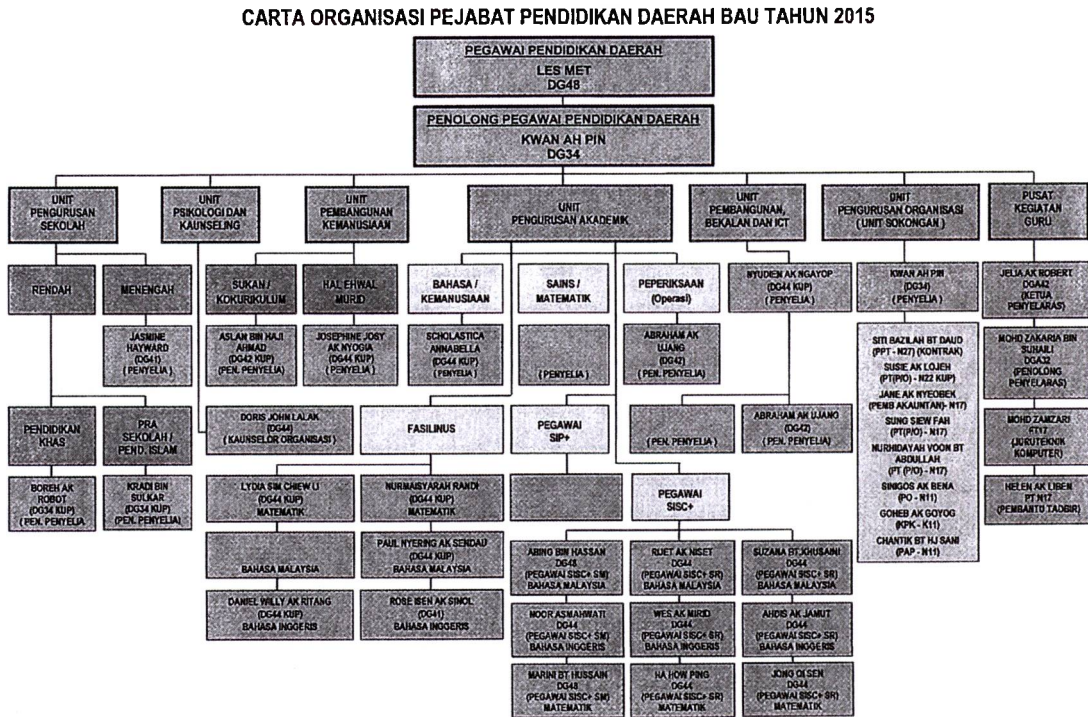 CARTA ORGANISASI PEJABAT PENDIDIKAN DAERAH BAU TAHUN 2015
PEGAWAI PENDIDIKAN DAERAH
LES MET
DG48
PENOLONG PEGAWAI PENDIDIKAN DAERAH
KWAN AH PIN
DG34
UNIT
PENGURUSAN
SEKOLAH
UNIT
PSIKOLOGI DAN
KAUNSELING
UNIT
PEMBANGUNAN
KEMANUSIAAN
UNIT
PENGURUSAN AKADEMIK
UNIT
PEMBANGUNAN,
BEKALAN DAN ICT
UNIT
PENGURUSAN ORGANISASI
( UNIT SOKONGAN )
PUSAT
KEGIATAN
GURU
RENDAH
MENENGAH
SUKAN /
KOKURIKULUM
HAL EHWAL
MURID
BAHASA /
KEMANUSIAAN
SAINS /
MATEMATIK
PEPERIKSAAN
(Operasi)
NYUDEN AK NGAYOP
(DG44 KUP)
( PENYELIA )
KWAN AH PIN
(DG34)
( PENYELIA )
JELIA AK ROBERT
DGA42
(KETUA
PENYELARAS)
JASMINE
HAYWARD
(DG41)
( PENYELIA )
ASLAN BIN HAJI
AHMAD
(DG42 KUP)
(PEN. PENYELIA)
JOSEPHINE JOSY
AK NYOGIA
(DG44 KUP)
( PENYELIA )
SCHOLASTICA
ANNABELLA
(DG44 KUP)
( PENYELIA )
( PENYELIA )
ABRAHAM AK
UJANG
(DG42)
( PEN. PENYELIA)
SITI BAZILAH BT DAUD
(PPT - N27) (KONTRAK)
SUSIE AK LOJEH
(PT(P/O) - N22 KUP)
JANE AK NYEOBEK
(PEMB AKAUNTAN)- N17)
SUNG SIEW FAH
(PT(P/O) - N17)
NURHIDAYAH VOON BT
ABDULLAH
(PT (P/O) - N17)
SINIGOS AK BENA
(PO - N11)
GOHEB AK GOYOG
(KPK - K11)
CHANTIK BT HJ SANI
(PAP - N11)
MOHD ZAKARIA BIN
SUHAILI
DGA32
(PENOLONG
PENYELARAS)
MOHD ZAMZARI
FT17
(JURUTEKNIK
KOMPUTER)
HELEN AK LIBEN
PT N17
(PEMBANTU TADBIR)
PENDIDIKAN
KHAS
PRA
SEKOLAH /
PEND. ISLAM
DORIS JOHN LALAK
(DG44)
( KAUNSELOR ORGANISASI )
FASILINUS
PEGAWAI
SIP+
( PEN. PENYELIA)
ABRAHAM AK UJANG
(DG42)
( PEN. PENYELIA)
BOREH AK
ROBOT
(DG34 KUP)
( PEN. PENYELIA
KRADI BIN
SULKAR
(DG34 KUP)
(PEN. PENYELIA)
LYDIA SIM CHIEW LI
(DG44 KUP)
MATEMATIK
NURMAISYARAH RANDI
(DG44 KUP)
MATEMATIK
PEGAWAI
SISC+
BAHASA MALAYSIA
PAUL NYERING AK SENDAU
(DG44 KUP)
BAHASA MALAYSIA
ABING BIN HASSAN
DG48
(PEGAWAI SISC+ SM)
BAHASA MALAYSIA
RIJET AK NISET
DG44
(PEGAWAI SISC+ SR)
BAHASA MALAYSIA
SUZANA BT.KHUSAINI
DG44
(PEGAWAI SISC+ SR)
BAHASA MALAYSIA
DANIEL WILLY AK RITANG
(DG44 KUP)
BAHASA INGGERIS
ROSE ISEN AK SINOL
(DG41)
BAHASA INGGERIS
NOOR ASMAHWATI
DG44
(PEGAWAI SISC+ SM)
BAHASA INGGERIS
WES AK MIRID
DG44
(PEGAWAI SISC+ SR)
BAHASA INGGERIS
AHDIS AK JAMUT
DG44
(PEGAWAI SISC+ SR)
BAHASA INGGERIS
MARINI BT HUSSAIN
DG48
(PEGAWAI SISC+ SM)
MATEMATIK
HA HOW PING
DG44
(PEGAWAI SISC+ SR)
MATEMATIK
JONG OI SEN
DG44
(PEGAWAI SISC+ SR)
MATEMATIK